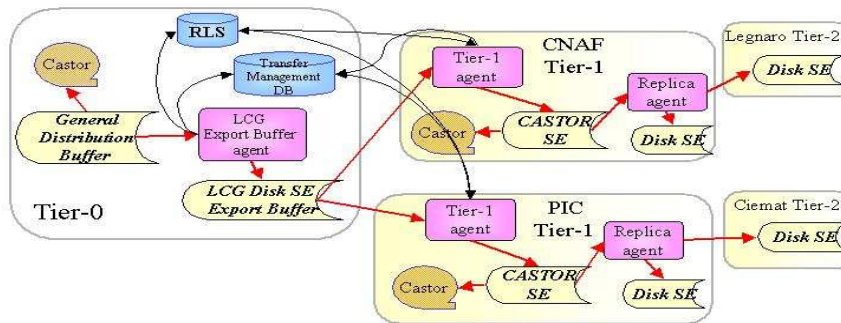 RLS
Castor
Transfer
Management
DB
General
Distribution
Buffer
LCG
Export Buffer
agent
LCG Disk SE
Export Buffer
Tier-0
CNAF
Tier-1
Tier-1
agent
Castor
CASTOR
SE
Replica
agent
Disk SE
Legnaro Tier-2
Disk SE
PIC
Tier-1
Tier-1
agent
Castor
CASTOR
SE
Replica
agent
Disk SE
Ciemat Tier-2
Disk SE